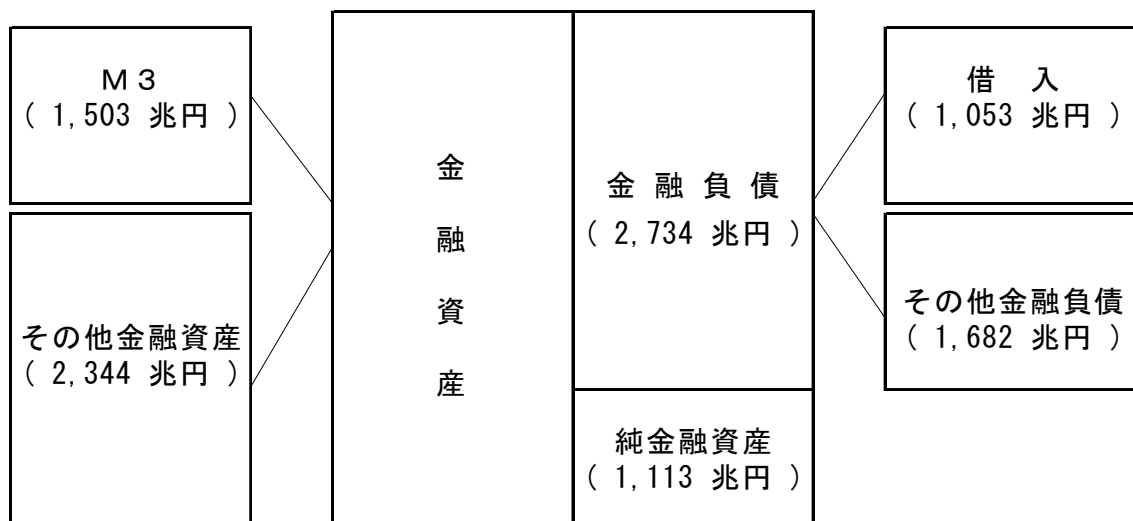 M3
( 1,503 兆円 )
その他金融資産
( 2,344 兆円 )
金
融
資
産
金融負債
( 2,734 兆円 )
純金融資産
( 1,113 兆円 )
借 入
( 1,053 兆円 )
その他金融負債
( 1,682 兆円 )